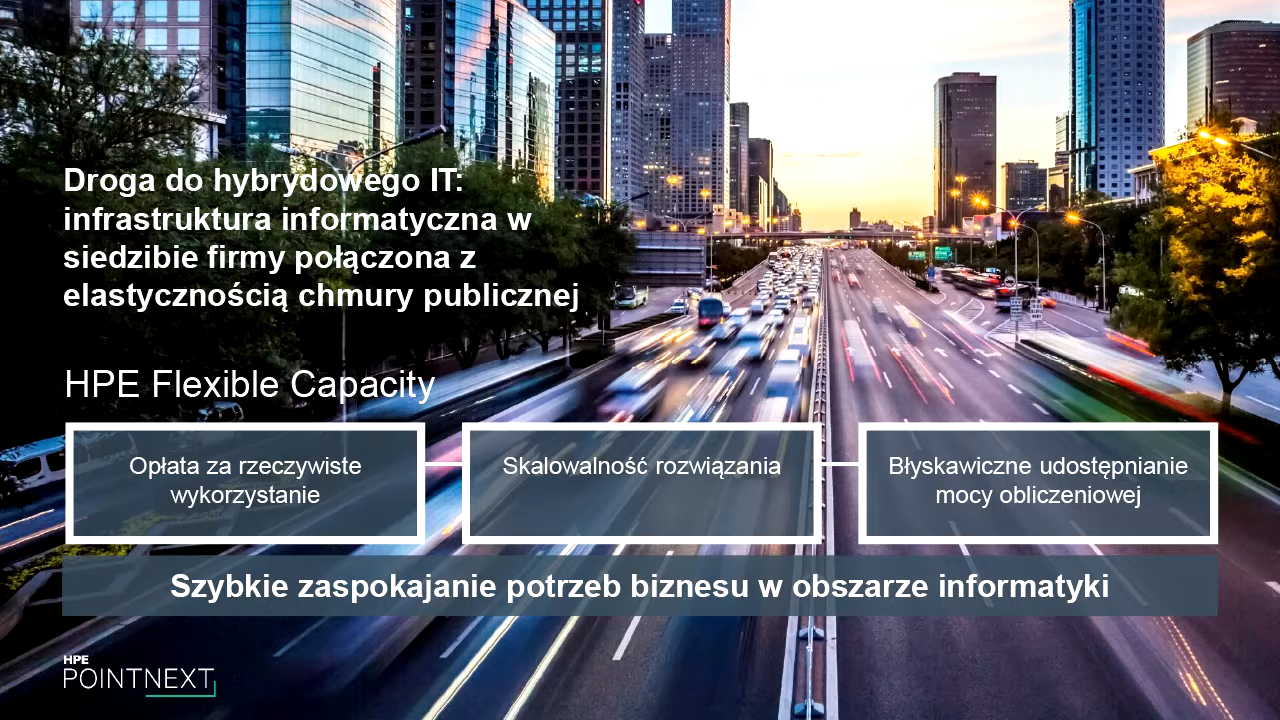 Droga do hybrydowego IT:
infrastruktura informatyczna w
siedzibie firmy połączona z
elastycznością chmury publicznej
HPE Flexible Capacity
Opłata za rzeczywiste
wykorzystanie
Skalowalność rozwiązania
Błyskawiczne udostępnianie
mocy obliczeniowej
Szybkie zaspokajanie potrzeb biznesu w obszarze informatyki
HPE
POINTNEXT